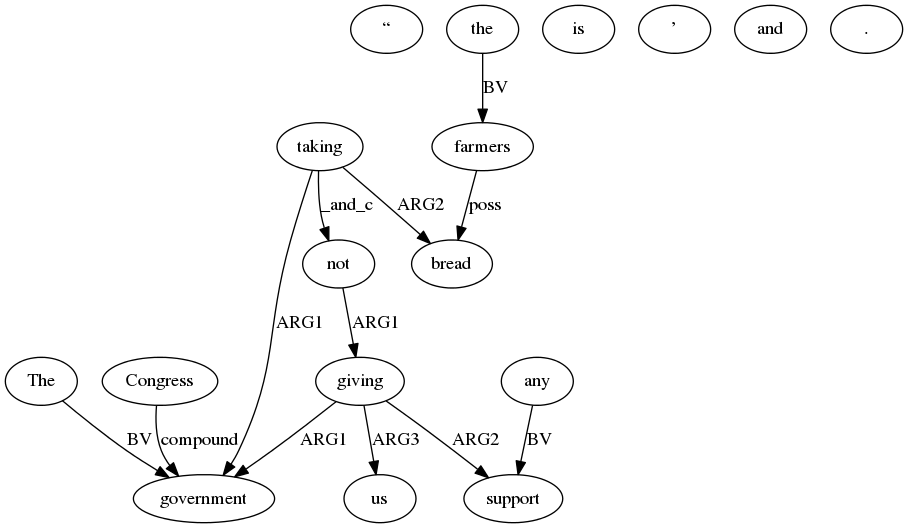 “ the is ’ and .
BV
taking farmers
_and_c ARG2 poss
not bread
ARG1 ARG1
The Congress giving any
BV compound ARG1 ARG3 ARG2 BV
government us support